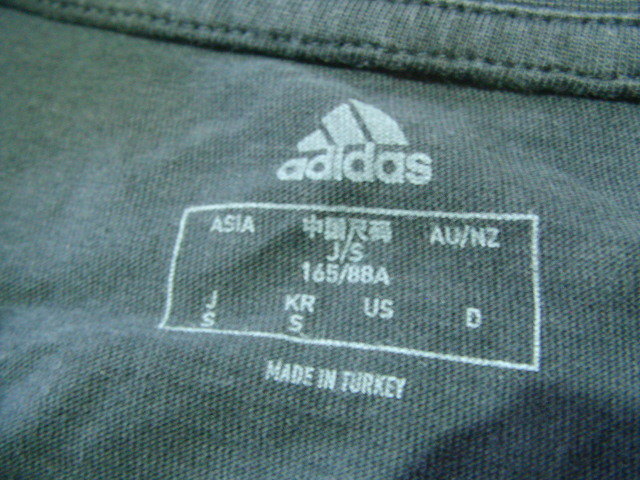 adidas
ASIA 中國尺碼 AU/NZ
J/S
165/88A
J KR US D
S S
MADE IN TURKEY